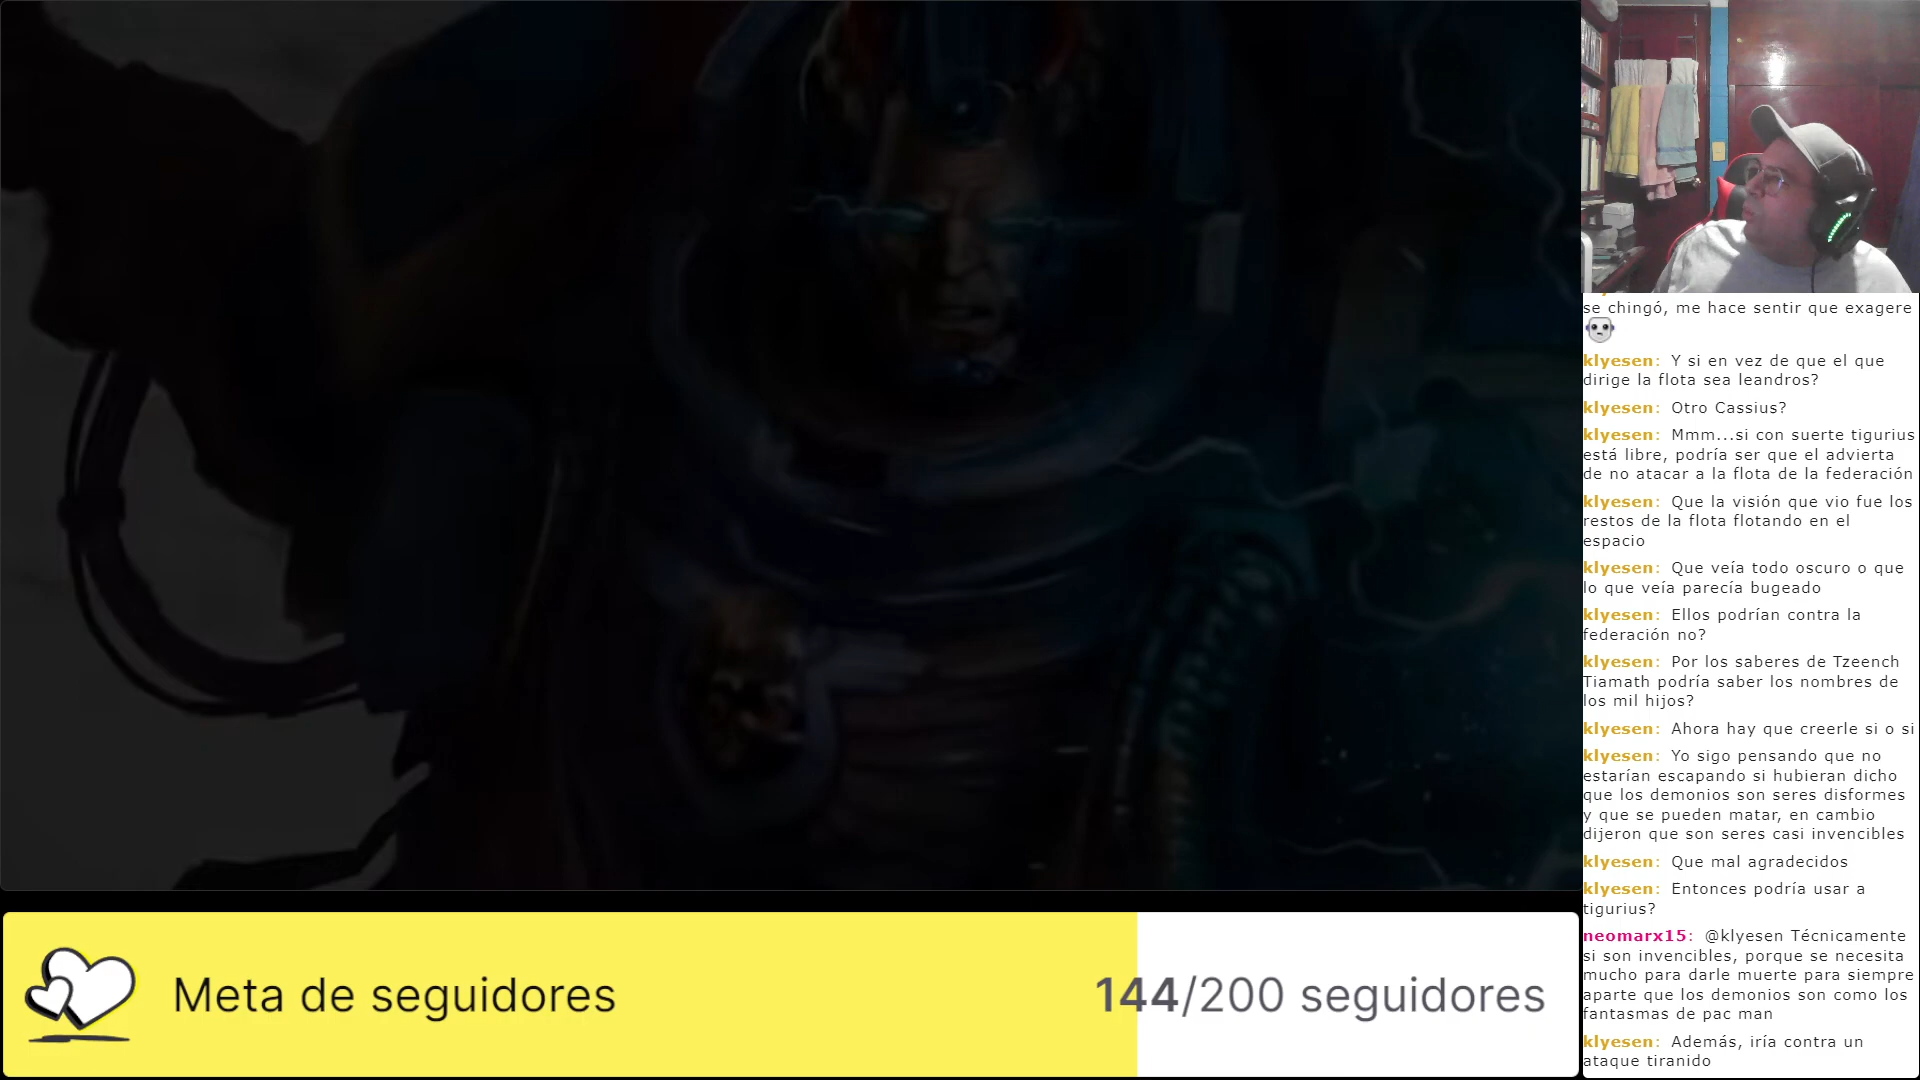 se chingó, me hace sentir que exagere
klyesen: Y si en vez de que el que
dirige la flota sea leandros?
klyesen: Otro Cassius?
klyesen: Mmm...si con suerte tigurius
está libre, podría ser que el advierta
de no atacar a la flota de la federación
klyesen: Que la visión que vio fue los
restos de la flota flotando en el
espacio
klyesen: Que veía todo oscuro o que
lo que veía parecía bugeado
klyesen: Ellos podrían contra la
federación no?
klyesen: Por los saberes de Tzeench
Tiamath podría saber los nombres de
los mil hijos?
klyesen: Ahora hay que creerle si o si
klyesen: Yo sigo pensando que no
estarían escapando si hubieran dicho
que los demonios son seres disformes
y que se pueden matar, en cambio
dijeron que son seres casi invencibles
klyesen: Que mal agradecidos
klyesen: Entonces podría usar a
tigurius?
neomarx15: @klyesen Técnicamente
si son invencibles, porque se necesita
mucho para darle muerte para siempre
aparte que los demonios son como los
fantasmas de pac man
klyesen: Además, iría contra un
ataque tiranido
Meta de seguidores
144/200 seguidores